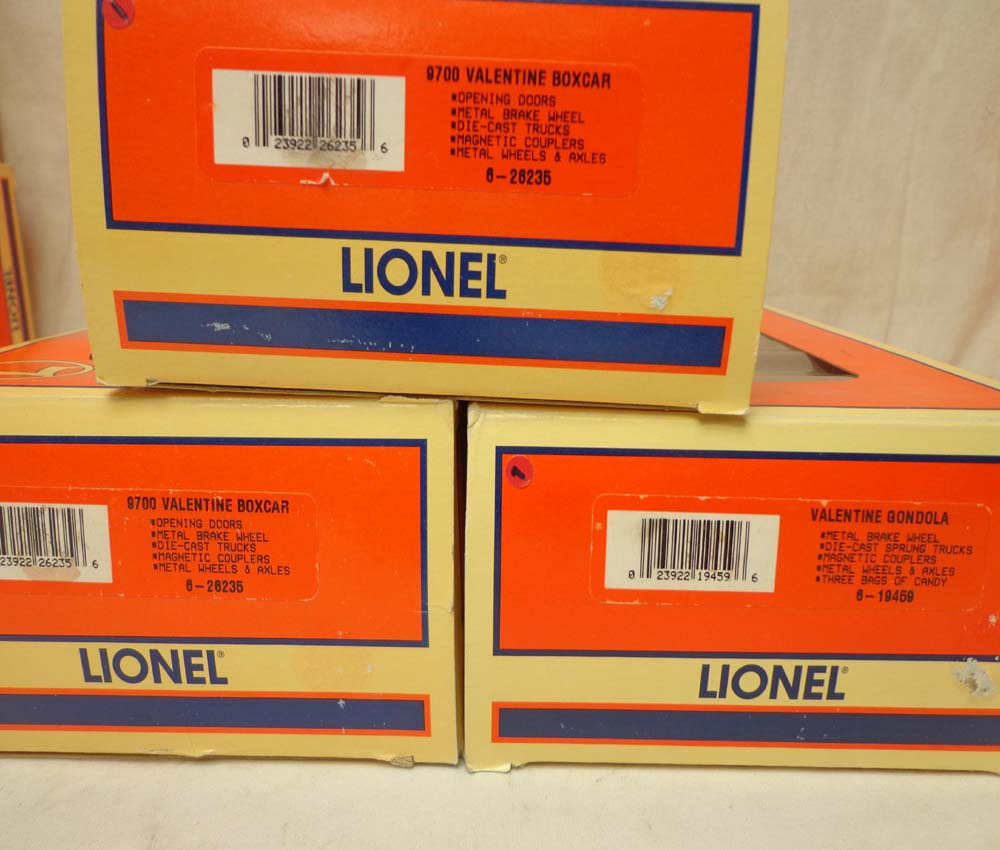 9700 VALENTINE BOXCAR
*OPENING DOORS
*METAL BRAKE WHEEL
*DIE-CAST TRUCKS
*MAGNETIC COUPLERS
*METAL WHEELS & AXLES
6-26235
0 23922 26235 6
LIONEL®
LIONEL
9700 VALENTINE BOXCAR
*OPENING DOORS
*METAL BRAKE WHEEL
*DIE-CAST TRUCKS
*MAGNETIC COUPLERS
*METAL WHEELS & AXLES
6-26235
23922 26235 6
LIONEL®
VALENTINE GONDOLA
*METAL BRAKE WHEEL
*DIE-CAST SPRUNG TRUCKS
*MAGNETIC COUPLERS
*METAL WHEELS & AXLES
*THREE BAGS OF CANDY
6-19459
0 23922 19459 6
LIONEL®